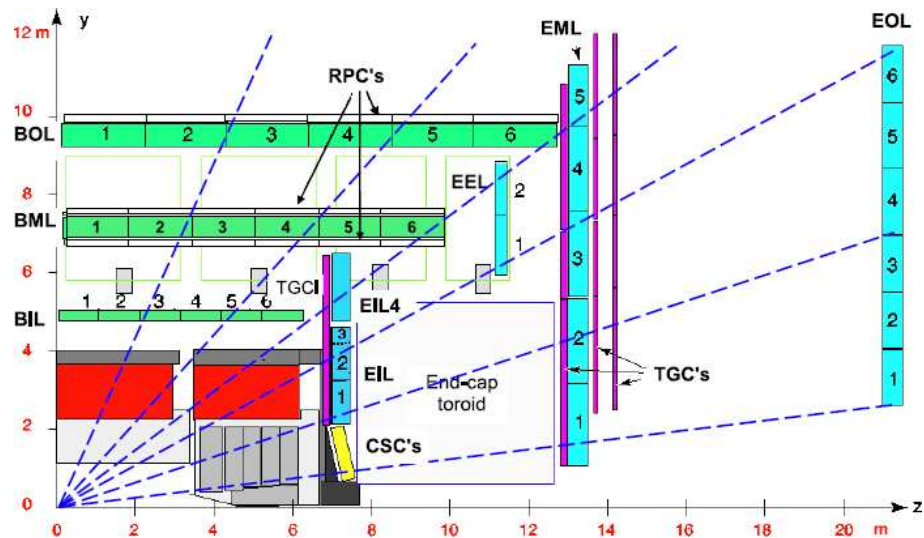 12 m
y
EML
EOL
6
5
RPC's
5
10
BOL
1 2 3 4 5 6
4
5
EEL
2
8
4
BML
1 2 3 4 5 6
1
3
3
6
TGCI
1 2 3 4 5 6
EIL4
2
BIL
3
4
2
EIL
2
1
End-cap
toroid
TGC's
1
2
CSC's
1
0
0 2 4 6 8 10 12 14 16 18 20
m
z